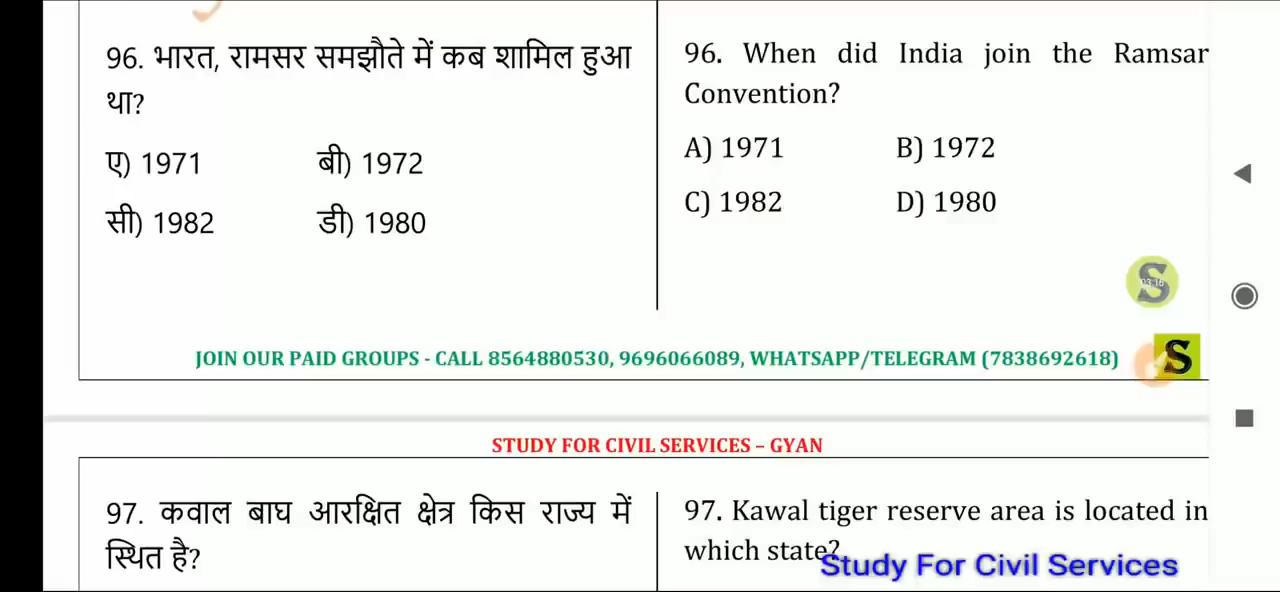 96. भारत, रामसर समझौते में कब शामिल हुआ
था?
ए) 1971 बी) 1972
सी) 1982 डी) 1980
96. When did India join the Ramsar
Convention?
A) 1971 B) 1972
C) 1982 D) 1980
S
03:16
JOIN OUR PAID GROUPS - CALL 8564880530, 9696066089, WHATSAPP/TELEGRAM (7838692618)
S
STUDY FOR CIVIL SERVICES – GYAN
97. कवाल बाघ आरक्षित क्षेत्र किस राज्य में
स्थित है?
97. Kawal tiger reserve area is located in
which state?
Study For Civil Services